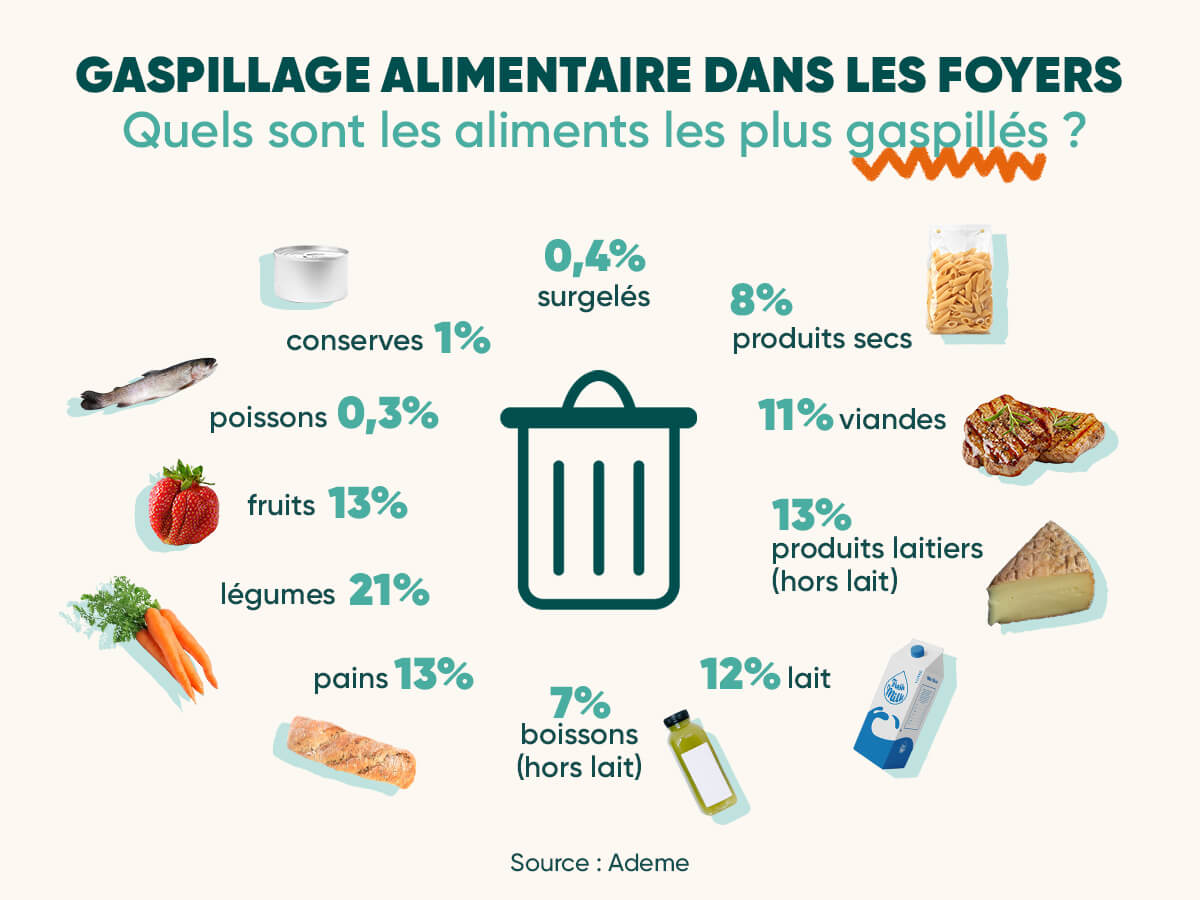 GASPILLAGE ALIMENTAIRE DANS LES FOYERS
Quels sont les aliments les plus gaspillés ?
0,4%
surgelés
8%
produits secs
conserves 1%
poissons 0,3%
11% viandes
fruits 13%
13%
produits laitiers
(hors lait)
légumes 21%
pains 13%
12% lait
7%
boissons
(hors lait)
MILK
Source : Ademe